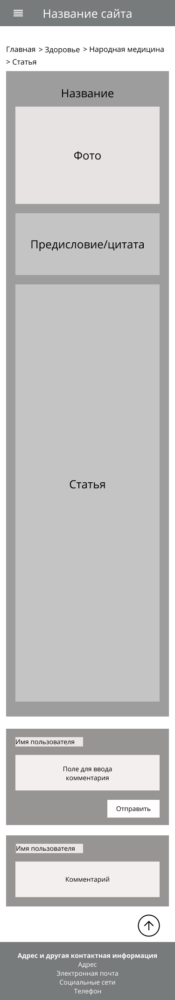 Название сайта
Главная > Здоровье > Народная медицина
> Статья
Название
Фото
Предисловие/цитата
Статья
Имя пользователя
Поле для ввода
комментария
Отправить
Имя пользователя
Комментарий
Адрес и другая контактная информация
Адрес
Электронная почта
Социальные сети
Телефон